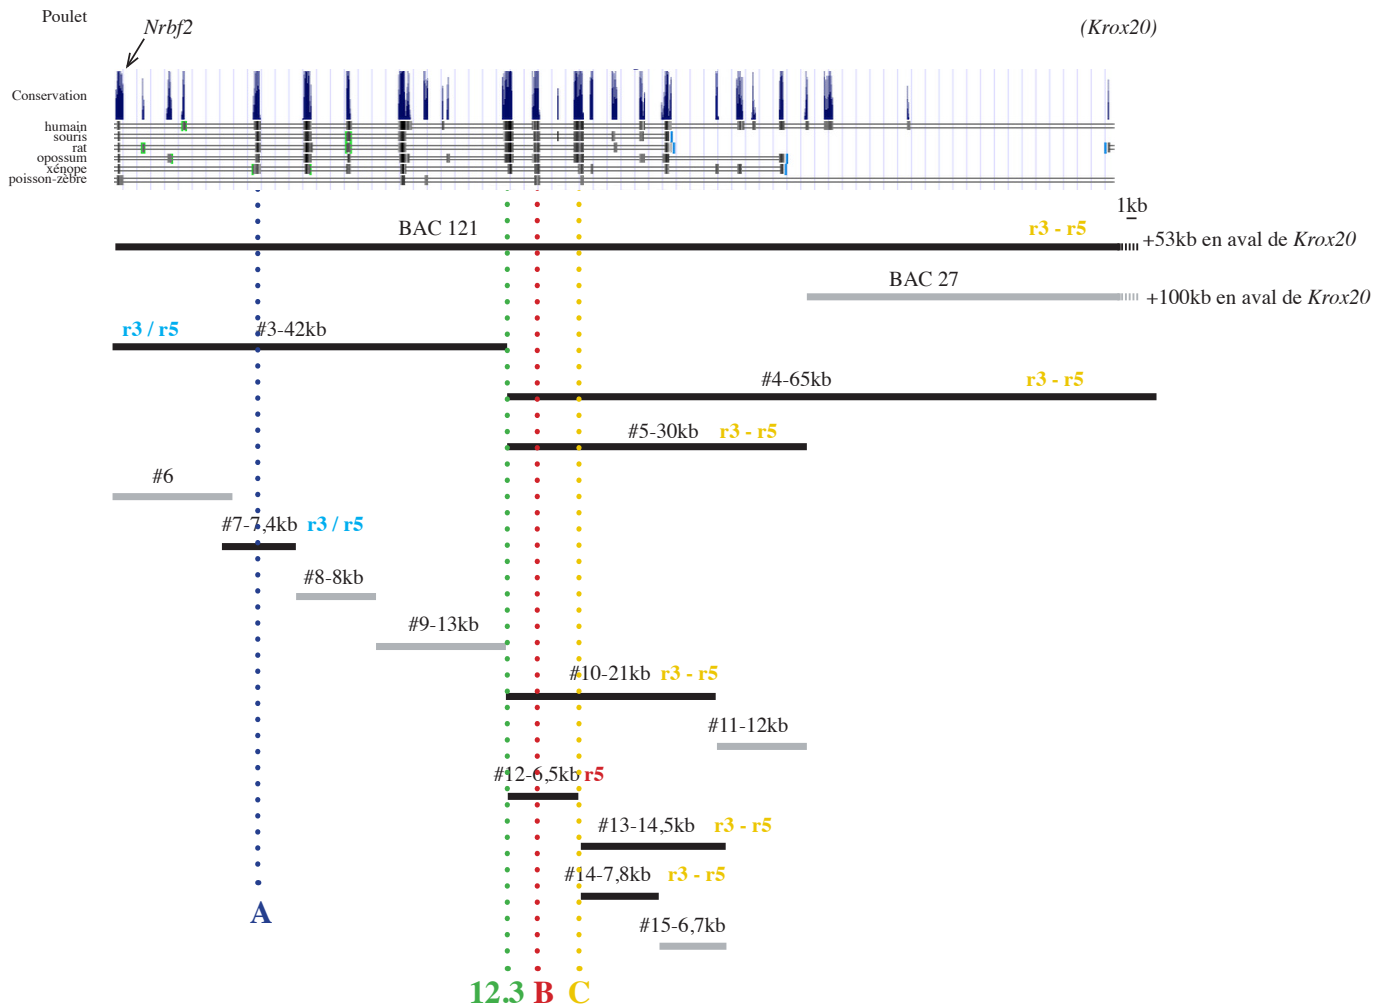 Poulet
Nrbf2
(Krox20)
Conservation
humain
souris
rat
opossum
xénope
poisson-zèbre
1kb
BAC 121
r3 - r5
+53kb en aval de Krox20
BAC 27
+100kb en aval de Krox20
r3 / r5
#3-42kb
#4-65kb
r3 - r5
#5-30kb
r3 - r5
#6
#7-7,4kb
r3 / r5
#8-8kb
#9-13kb
#10-21kb
r3 - r5
#11-12kb
#12-6,5kb
r5
#13-14,5kb
r3 - r5
#14-7,8kb
r3 - r5
A
#15-6,7kb
12.3
B
C